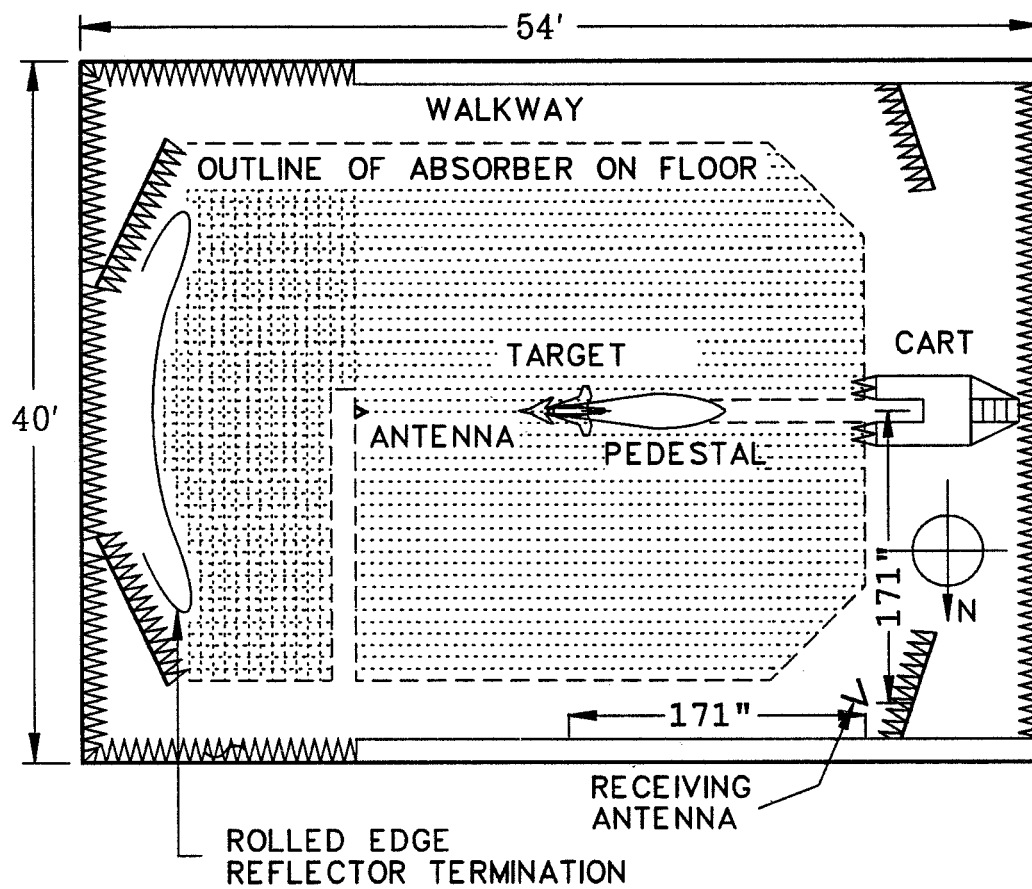 54'
WALKWAY
OUTLINE OF ABSORBER ON FLOOR
TARGET
CART
40'
ANTENNA
PEDESTAL
171"
N
171"
RECEIVING
ANTENNA
ROLLED EDGE
REFLECTOR TERMINATION